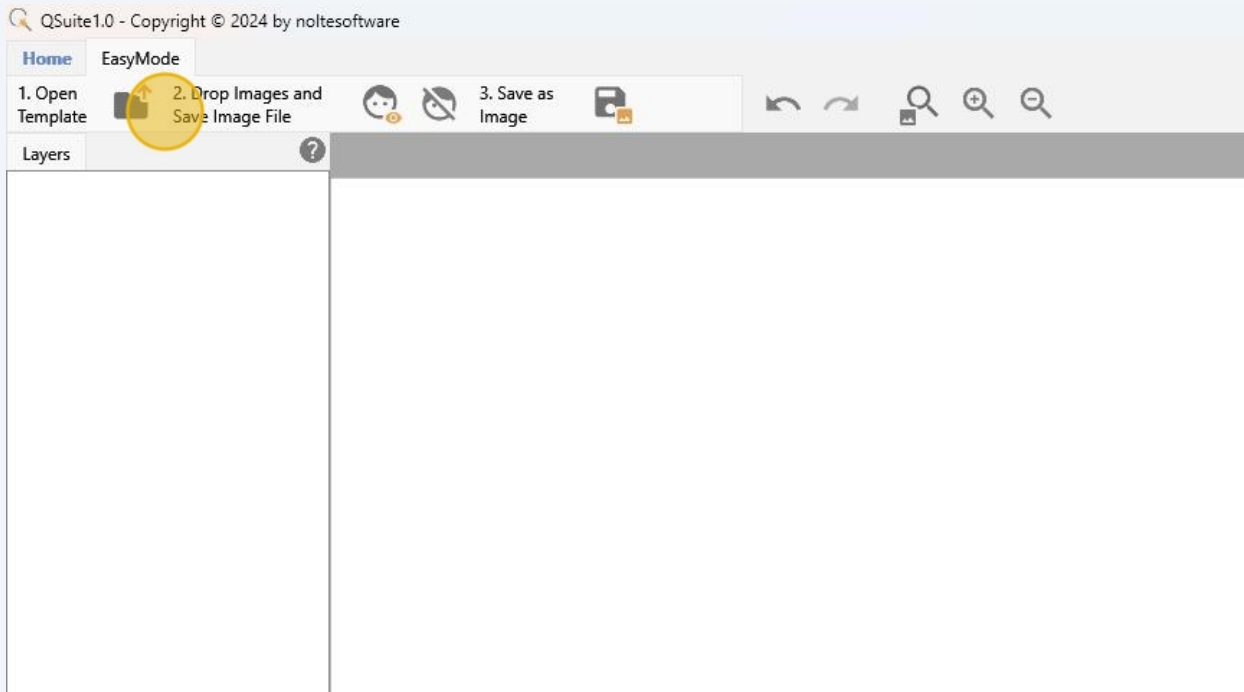 QSuite1.0 - Copyright © 2024 by noltesoftware
Home EasyMode
1. Open
Template
2. Drop Images and
Save Image File
3. Save as
Image
Layers
?